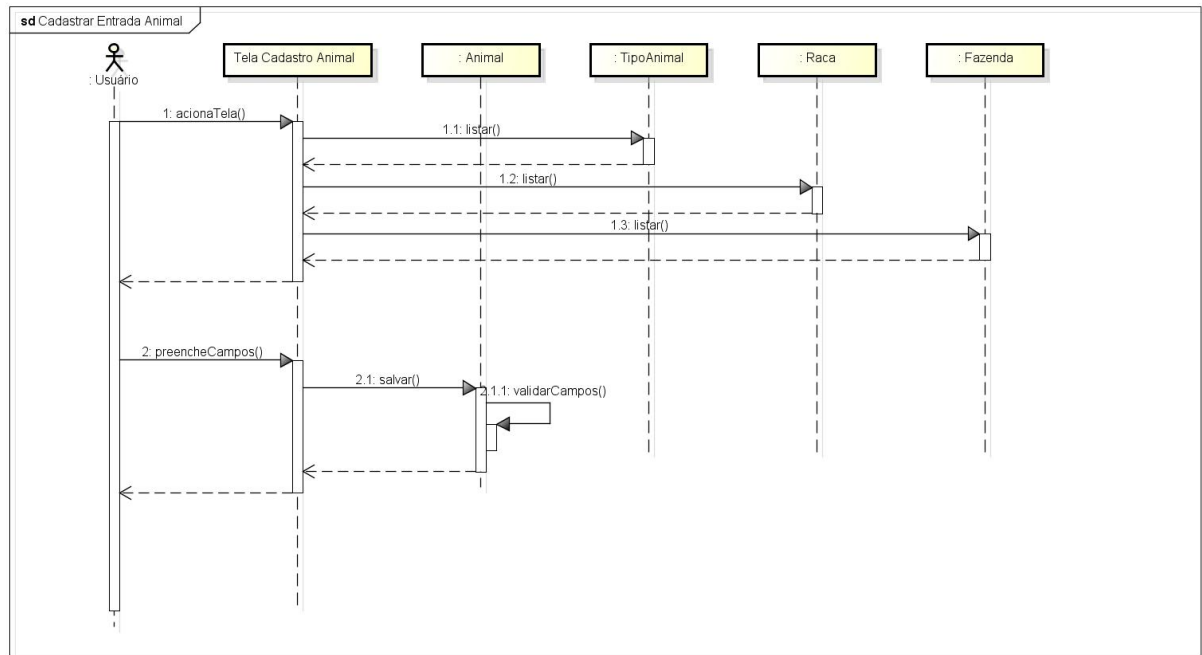 sd Cadastrar Entrada Animal
: Usuário
Tela Cadastro Animal
: Animal
: TipoAnimal
: Raca
: Fazenda
1: acionaTela()
1.1: listar()
1.2: listar()
1.3: listar()
2: preencheCampos()
2.1: salvar()
2.1.1: validarCampos()